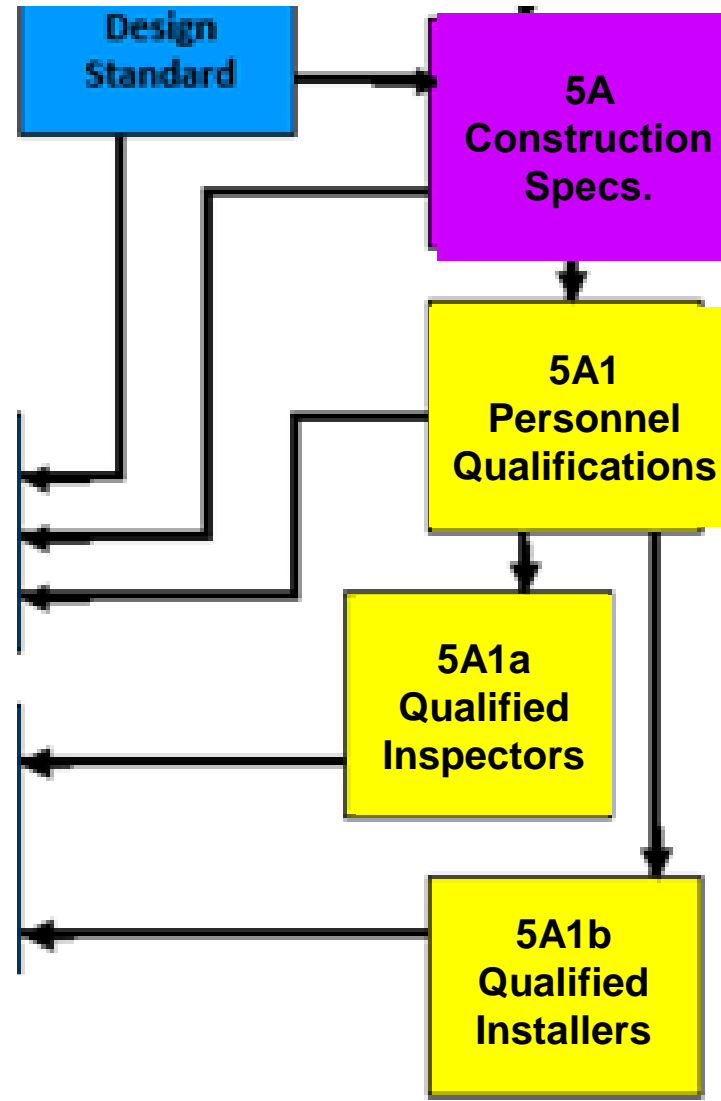 Design
Standard
5A
Construction
Specs.
5A1
Personnel
Qualifications
5A1a
Qualified
Inspectors
5A1b
Qualified
Installers